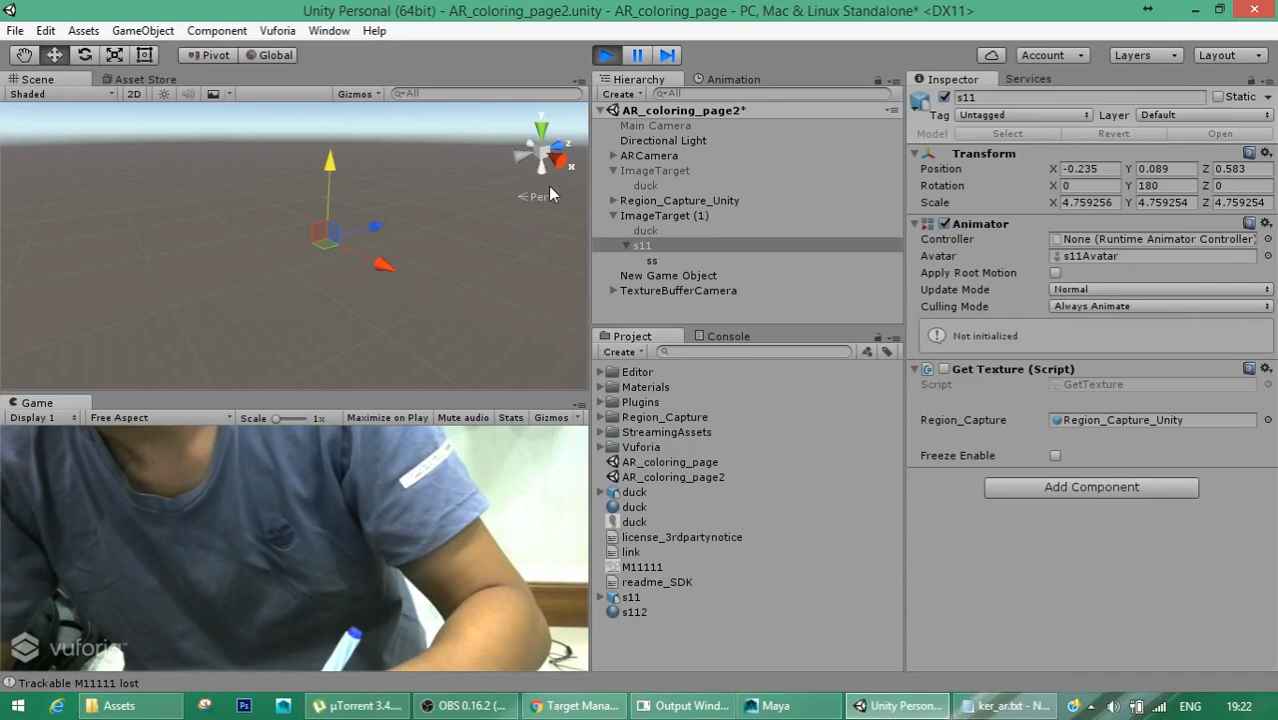 Unity Personal (64bit) - AR_coloring_page2.unity - AR_coloring_page - PC, Mac & Linux Standalone* <DX11>
File Edit Assets GameObject Component Vuforia Window Help
Pivot Global Account Layers Layout
Scene Asset Store
Shaded 2D Gizmos All
y
z
x
Game
Display 1 Free Aspect Scale 1x Maximize on Play Mute audio Stats Gizmos
vuforia
Trackable M11111 lost
Hierarchy Animation
Create All
AR_coloring_page2*
Main Camera
Directional Light
ARCamera
ImageTarget
duck
Region_Capture_Unity
ImageTarget (1)
duck
s11
ss
New Game Object
TextureBufferCamera
Project Console
Create
Editor
Materials
Plugins
Region_Capture
StreamingAssets
Vuforia
AR_coloring_page
AR_coloring_page2
duck
duck
duck
license_3rdpartynotice
link
M11111
readme_SDK
s11
s112
Inspector Services
s11 Static
Tag Untagged Layer Default
Model Select Revert Open
Transform
Position X -0.235 Y 0.089 Z 0.583
Rotation X 0 Y 180 Z 0
Scale X 4.759256 Y 4.759254 Z 4.759254
Animator
Controller None (Runtime Animator Controller)
Avatar s11Avatar
Apply Root Motion
Update Mode Normal
Culling Mode Always Animate
Not initialized
Get Texture (Script)
Script GetTexture
Region_Capture Region_Capture_Unity
Freeze Enable
Add Component
Assets Ps µTorrent 3.4... OBS 0.16.2 (... Target Mana... Output Wind... Maya Unity Person... ker_ar.txt - N... ENG 19:22